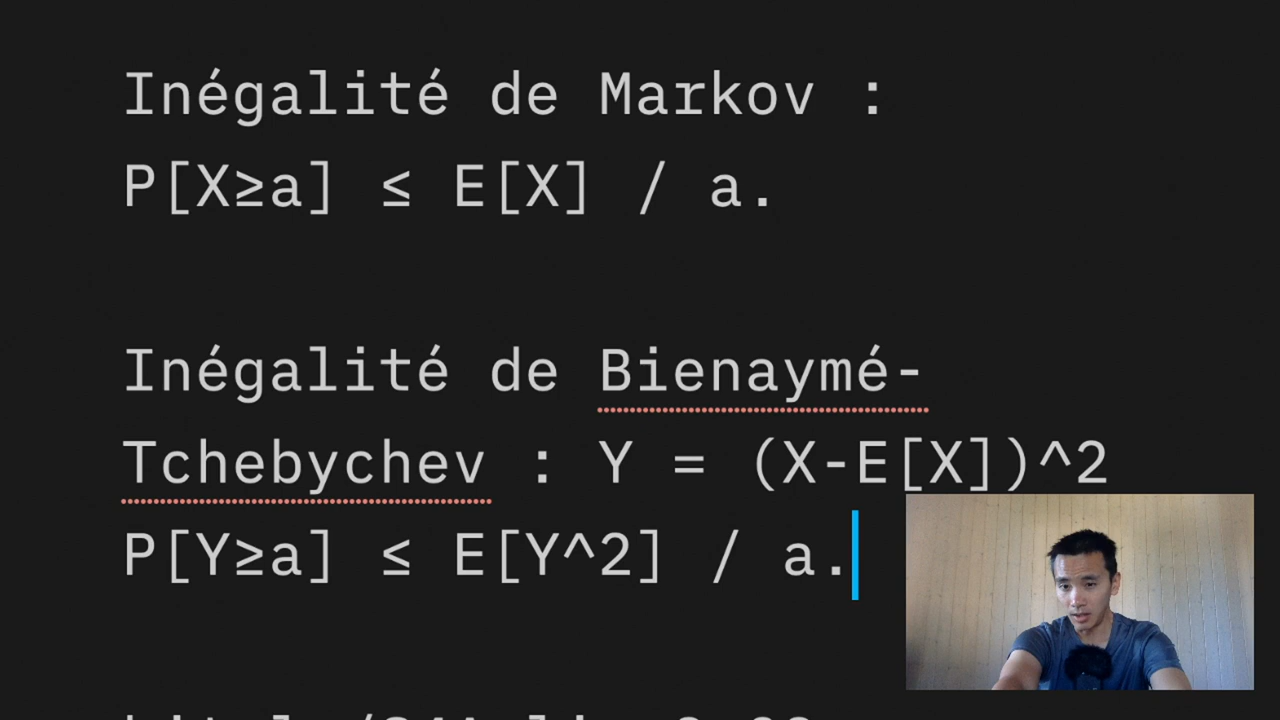 Inégalité de Markov :
P[X≥a] ≤ E[X] / a.
Inégalité de Bienaymé-
Tchebychev : Y = (X-E[X])^2
P[Y≥a] ≤ E[Y^2] / a.